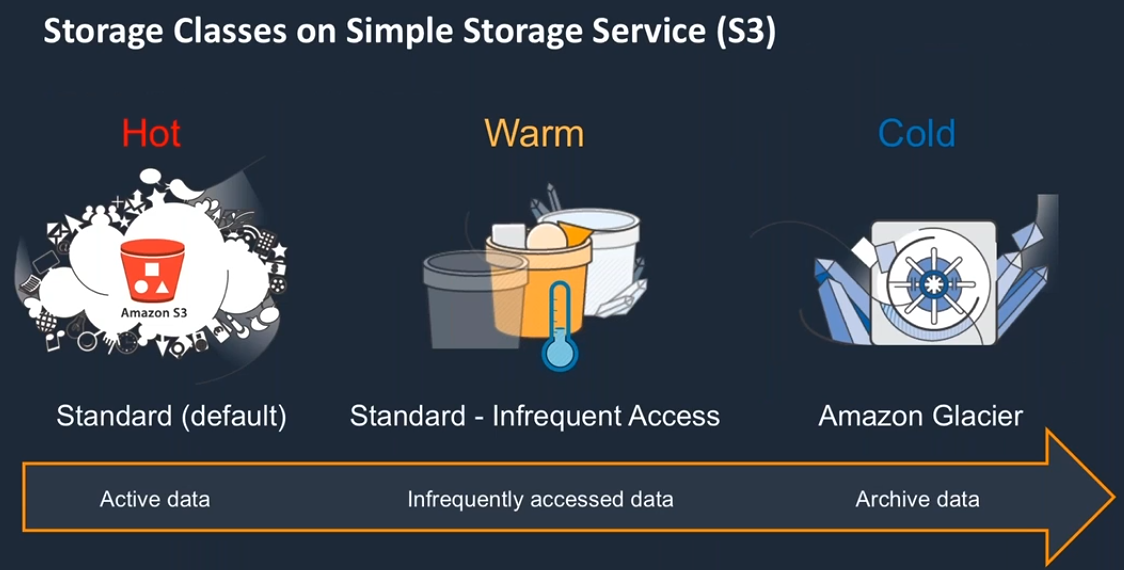 Storage Classes on Simple Storage Service (S3)
Hot
Warm
Cold
Amazon S3
Standard (default)
Standard - Infrequent Access
Amazon Glacier
Active data
Infrequently accessed data
Archive data